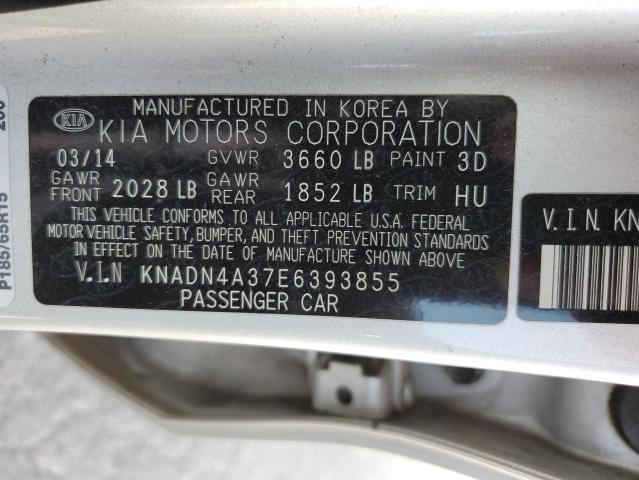 MANUFACTURED IN KOREA BY
KIA KIA MOTORS CORPORATION
03/14 GVWR 3660 LB PAINT 3D
GAWR FRONT 2028 LB GAWR REAR 1852 LB TRIM HU
THIS VEHICLE CONFORMS TO ALL APPLICABLE U.S.A. FEDERAL
MOTOR VEHICLE SAFETY, BUMPER, AND THEFT PREVENTION STANDARDS
IN EFFECT ON THE DATE OF MANUFACTURE SHOWN ABOVE.
V.I.N KNADN4A37E6393855
PASSENGER CAR
V.I.N. KN
P185/65R15